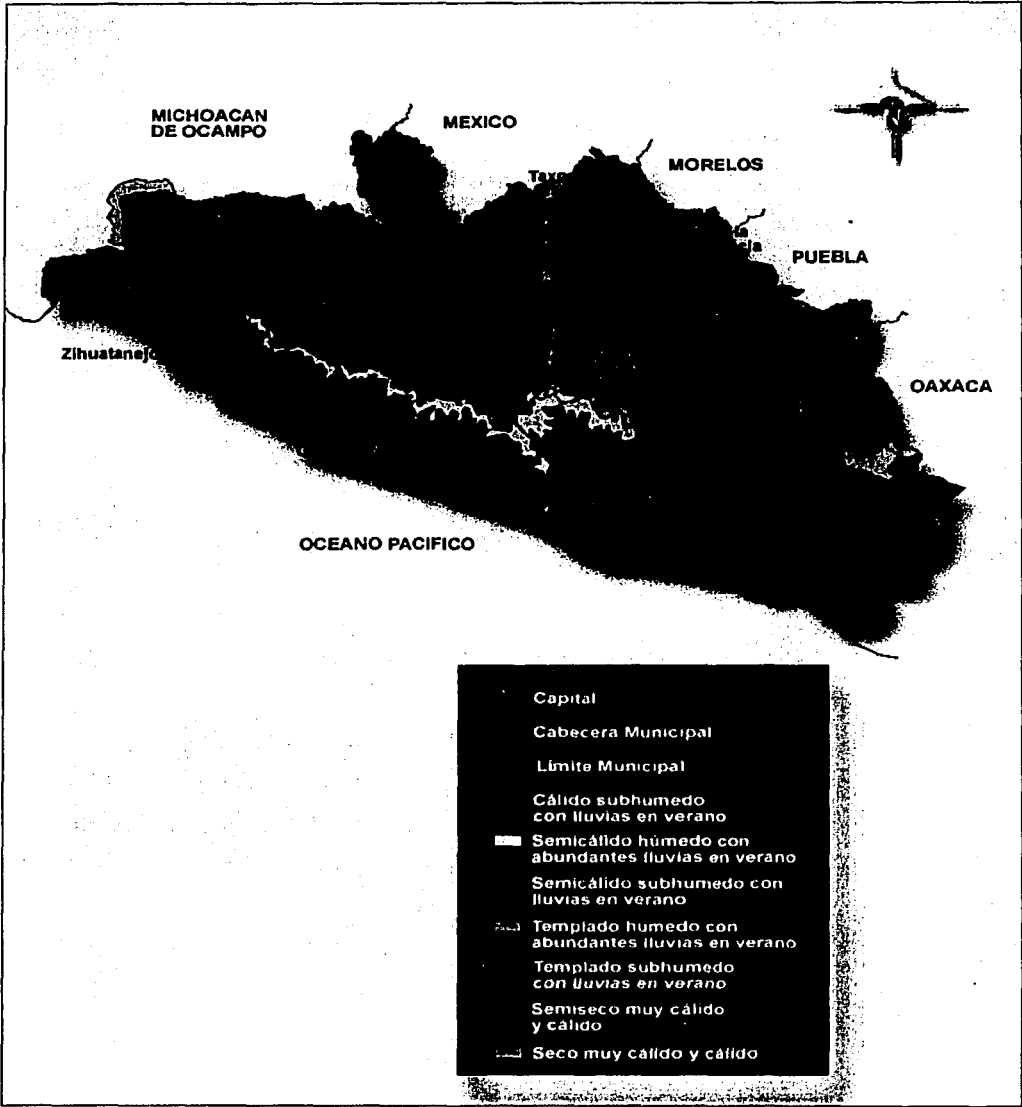 MICHOACAN
DE OCAMPO
MEXICO
MORELOS
PUEBLA
Zihuatanejo
OAXACA
OCEANO PACIFICO
Capital
Cabecera Municipal
Límite Municipal
Cálido subhumedo
con lluvias en verano
Semicálido húmedo con
abundantes lluvias en verano
Semicálido subhumedo con
lluvias en verano
Templado humedo con
abundantes lluvias en verano
Templado subhumedo
con lluvias en verano
Semiseco muy cálido
y cálido
Seco muy cálido y cálido